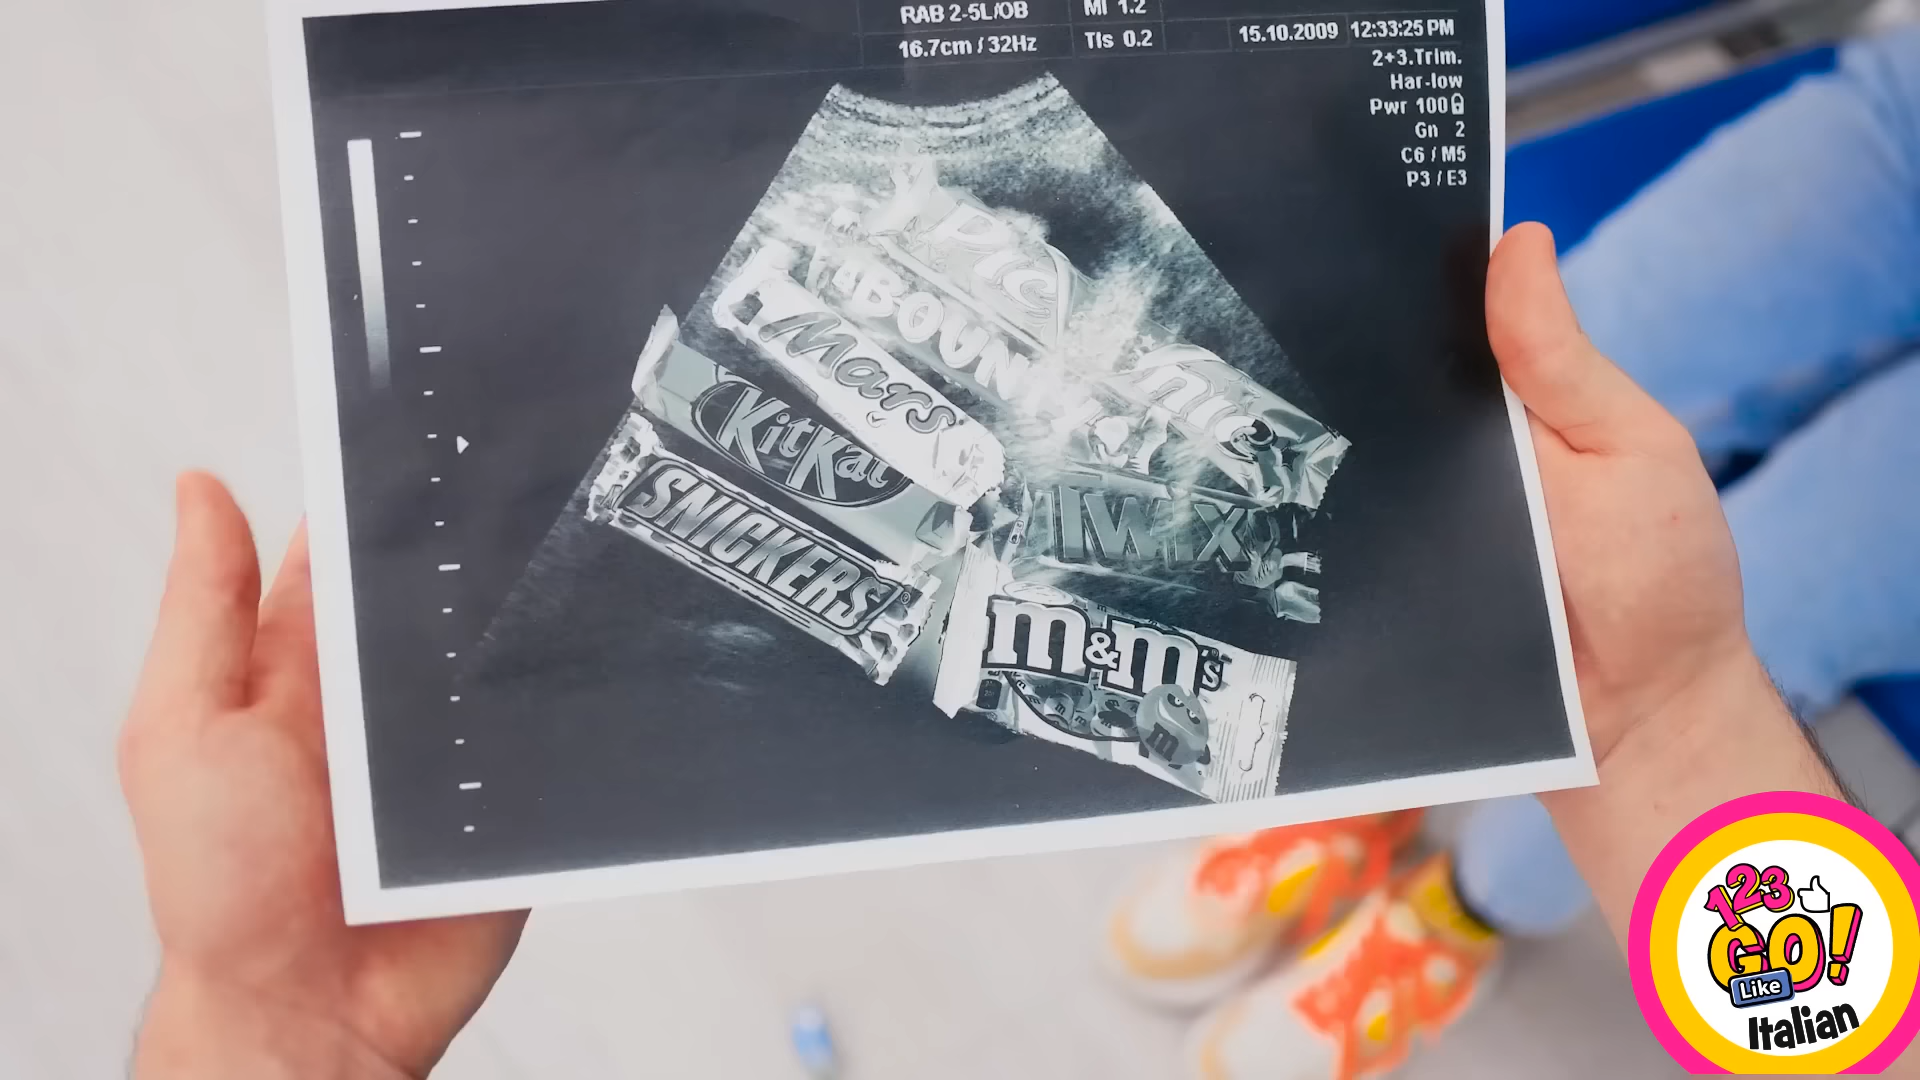 RAB 2-5L/OB
MI 1.2
16.7cm / 32Hz
TIs 0.2
15.10.2009 12:33:25 PM
2+3.Trim.
Har-low
Pwr 100
Gn 2
C6 / M5
P3 / E3
Picnic
BOUNTY
Mars
KitKat
SNICKERS
Twix
m&m's
m
123
GO!
Like
Italian